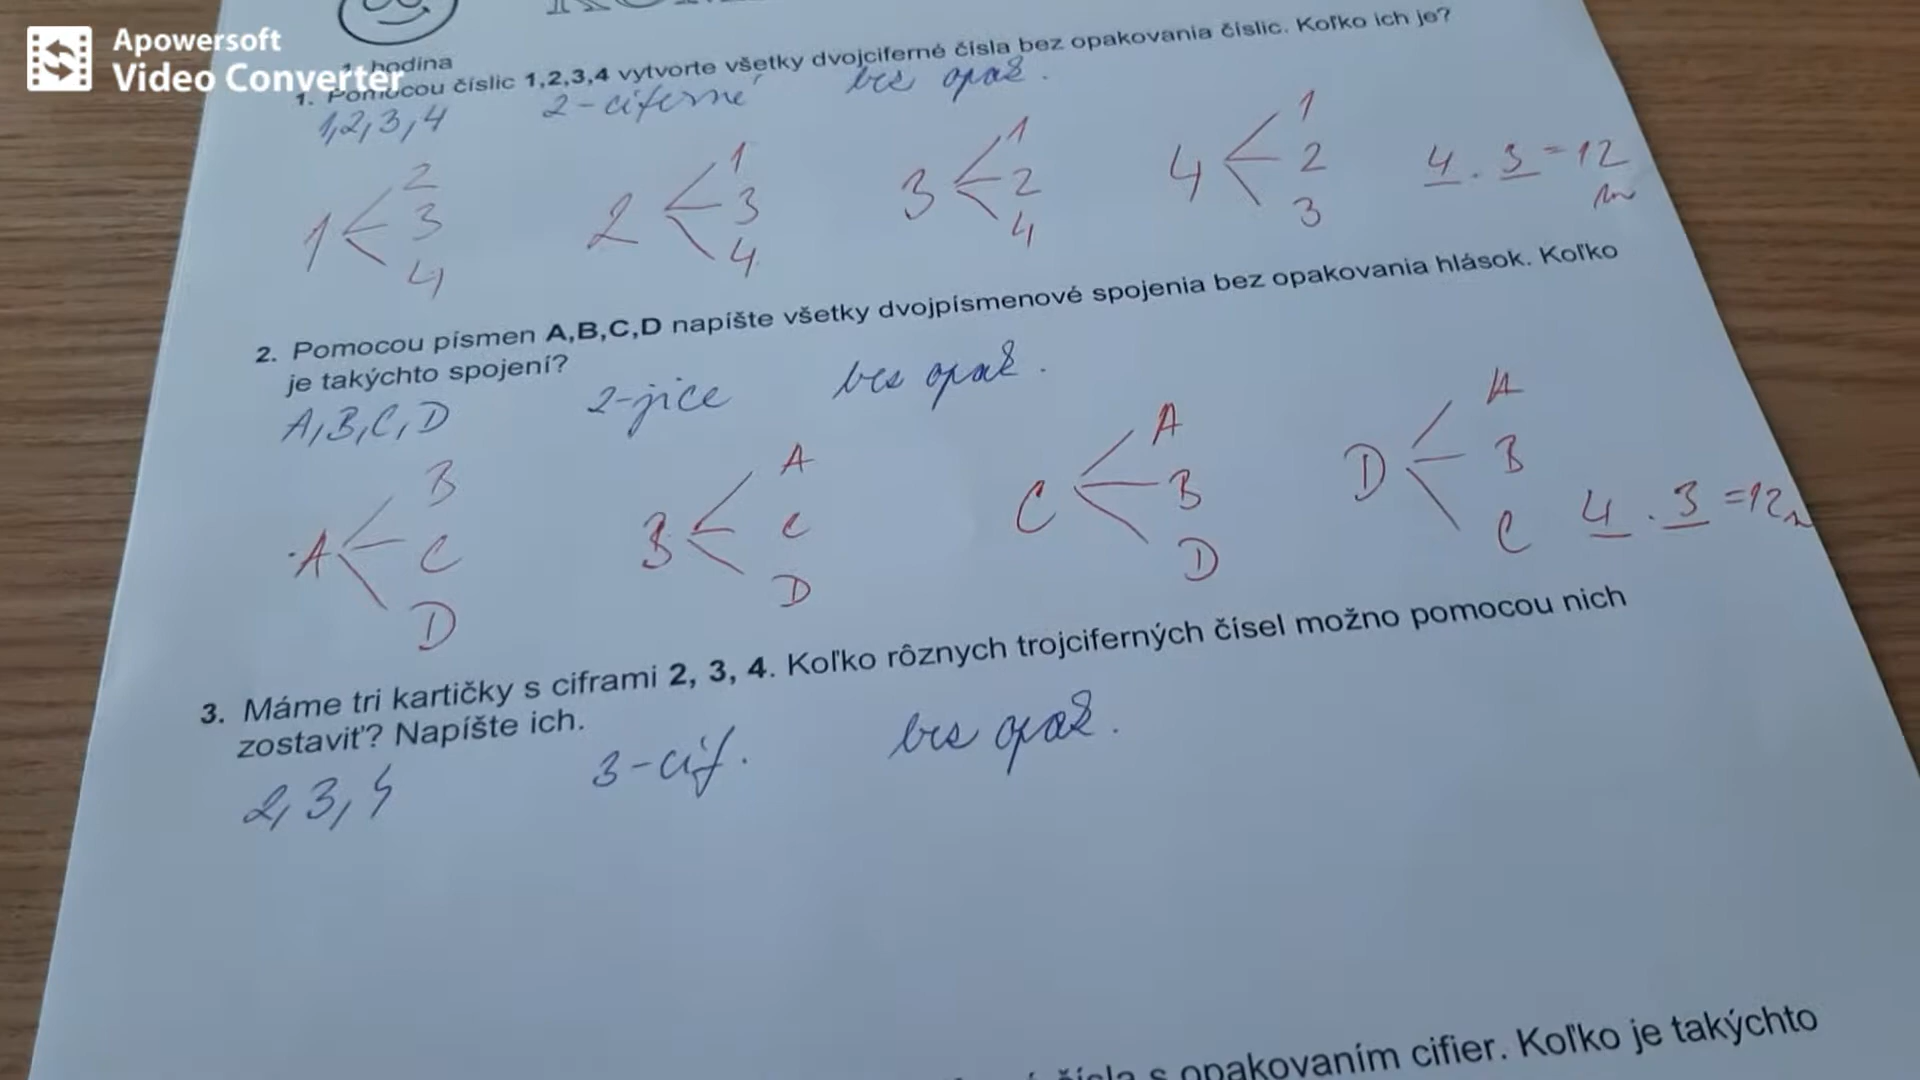 Apowersoft
Video Converter
1. hodina
1. Pomocou číslic 1,2,3,4 vytvorte všetky dvojciferné čísla bez opakovania číslic. Koľko ich je?
1,2,3,4 2-ciferné bez opak.
1 2 3 4
2 1 3 4
3 1 2 4
4 1 2 3
4 . 3 = 12
2. Pomocou písmen A,B,C,D napíšte všetky dvojpísmenové spojenia bez opakovania hlások. Koľko
je takýchto spojení?
A,B,C,D 2-jice bez opak.
A B C D
B A C D
C A B D
D A B C
4 . 3 = 12
3. Máme tri kartičky s ciframi 2, 3, 4. Koľko rôznych trojciferných čísel možno pomocou nich
zostaviť? Napíšte ich.
2,3,4 3-cif. bez opak.
s opakovaním cifier. Koľko je takýchto